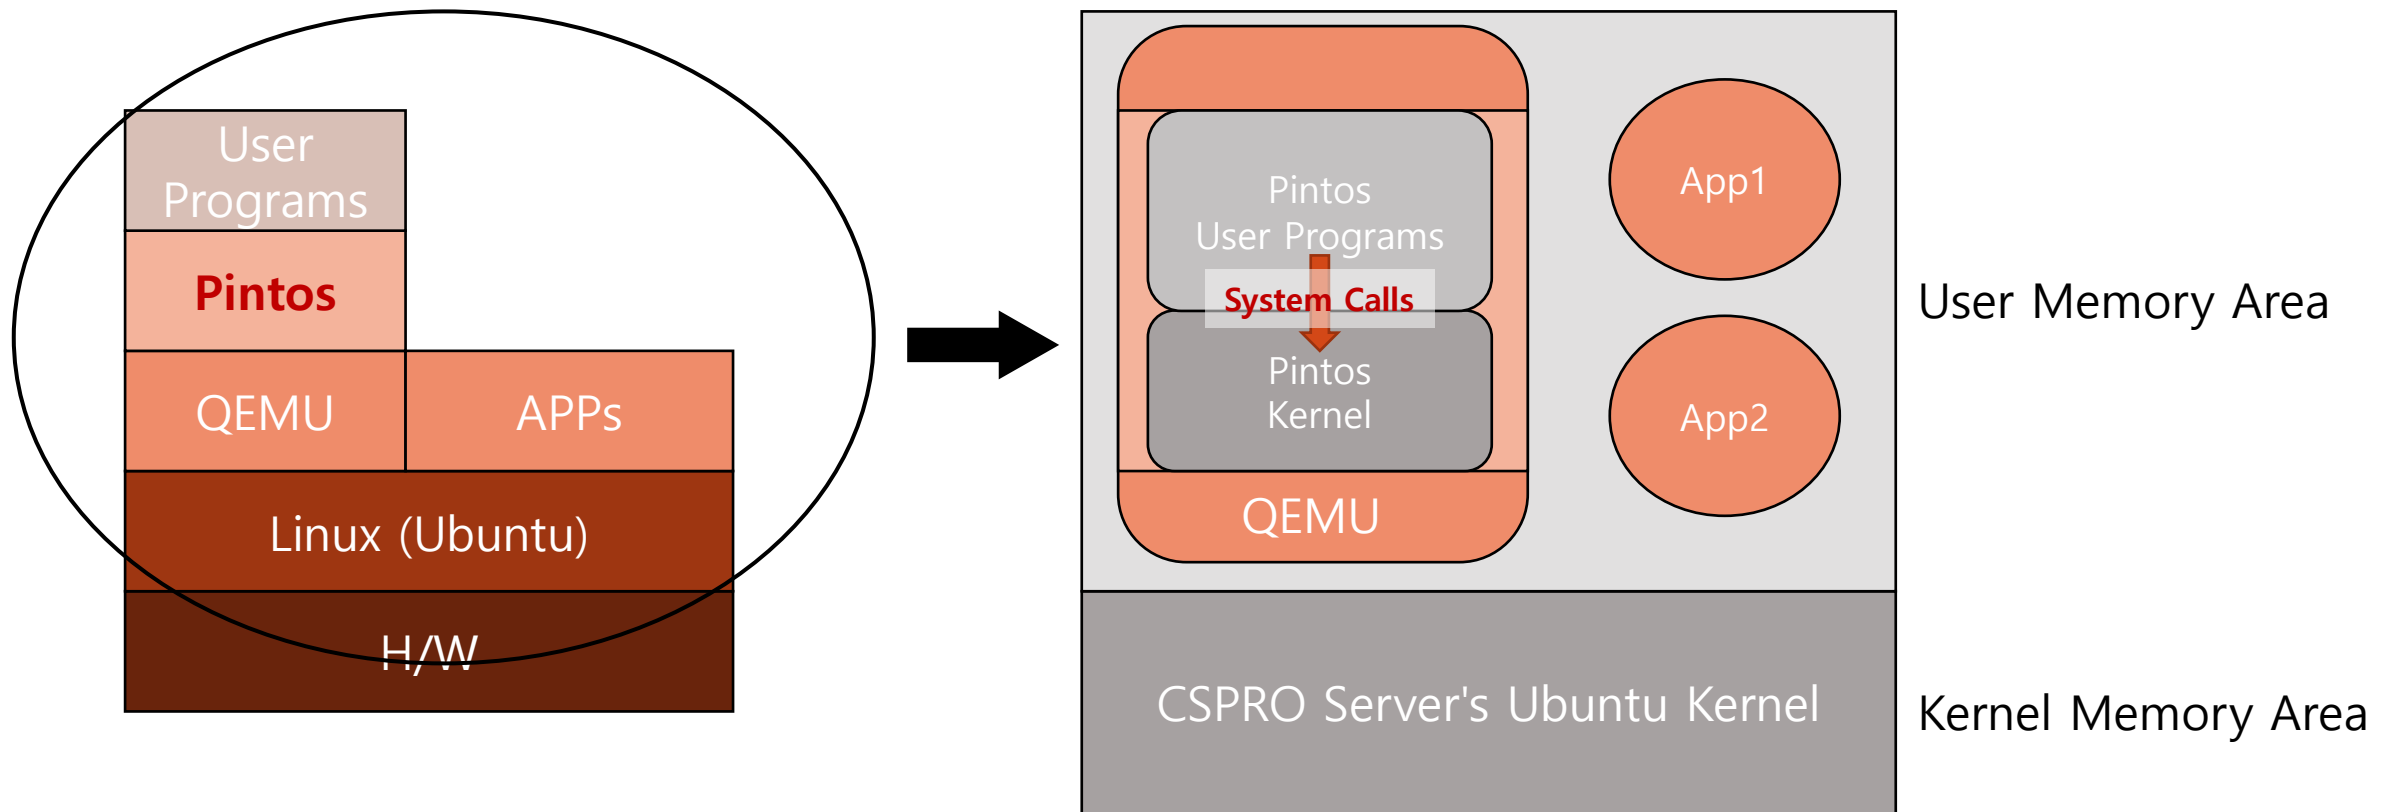 User
Programs
Pintos
QEMU
APPs
Linux (Ubuntu)
H/W
Pintos
User Programs
System Calls
Pintos
Kernel
QEMU
App1
App2
CSPRO Server's Ubuntu Kernel
User Memory Area
Kernel Memory Area